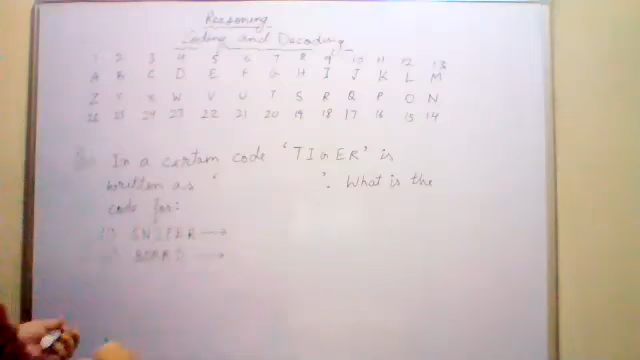 Reasoning
Coding and Decoding
1 2 3 4 5 6 7 8 9 10 11 12 13
A B C D E F G H I J K L M
Z Y X W V U T S R Q P O N
26 25 24 23 22 21 20 19 18 17 16 15 14
In a certain code ' ' is
written as ' '. What is the
code for: